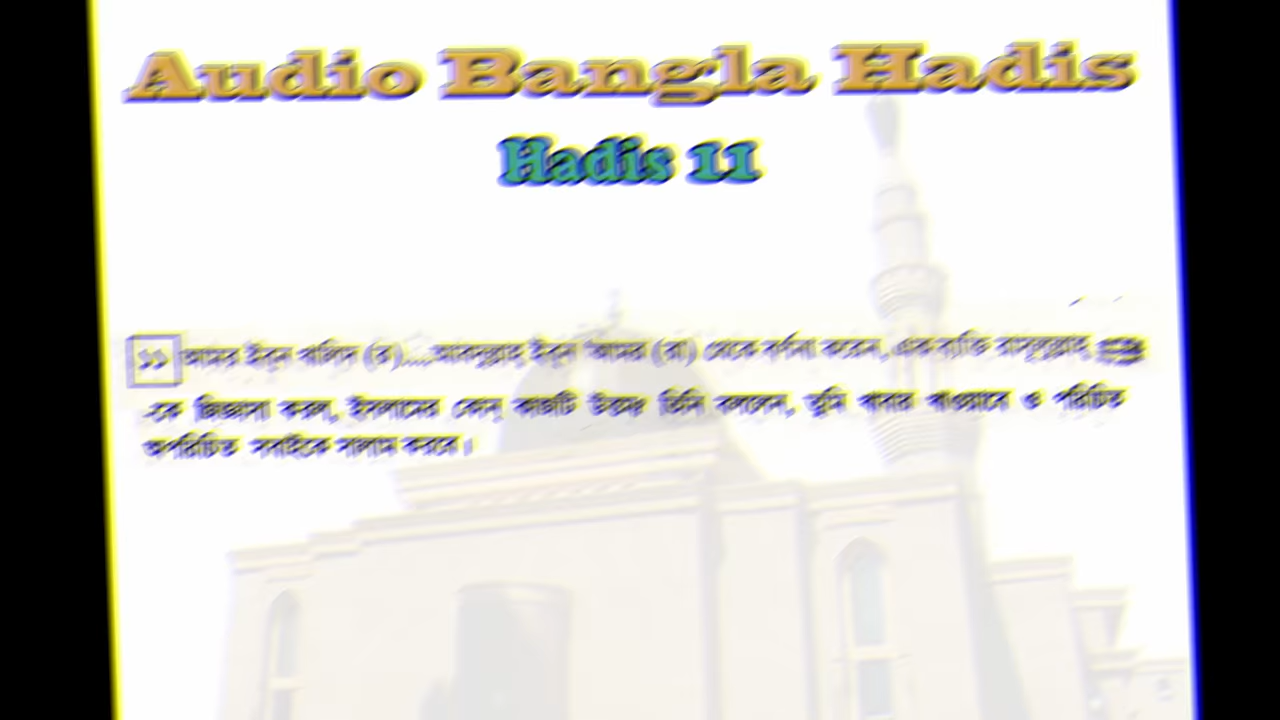 Audio Bangla Hadis
Hadis 11
১১ আমর ইবন খালিদ (র)....আবদুল্লাহ্ ইবন 'আমর (রা) থেকে বর্ণনা করেন, এক ব্যক্তি রাসূলুল্লাহ্
-কে জিজ্ঞাসা করল, ইসলামের কোন্ কাজটি উত্তম? তিনি বললেন, তুমি খাবার খাওয়াবে ও পরিচিত
অপরিচিত সবাইকে সালাম করবে।